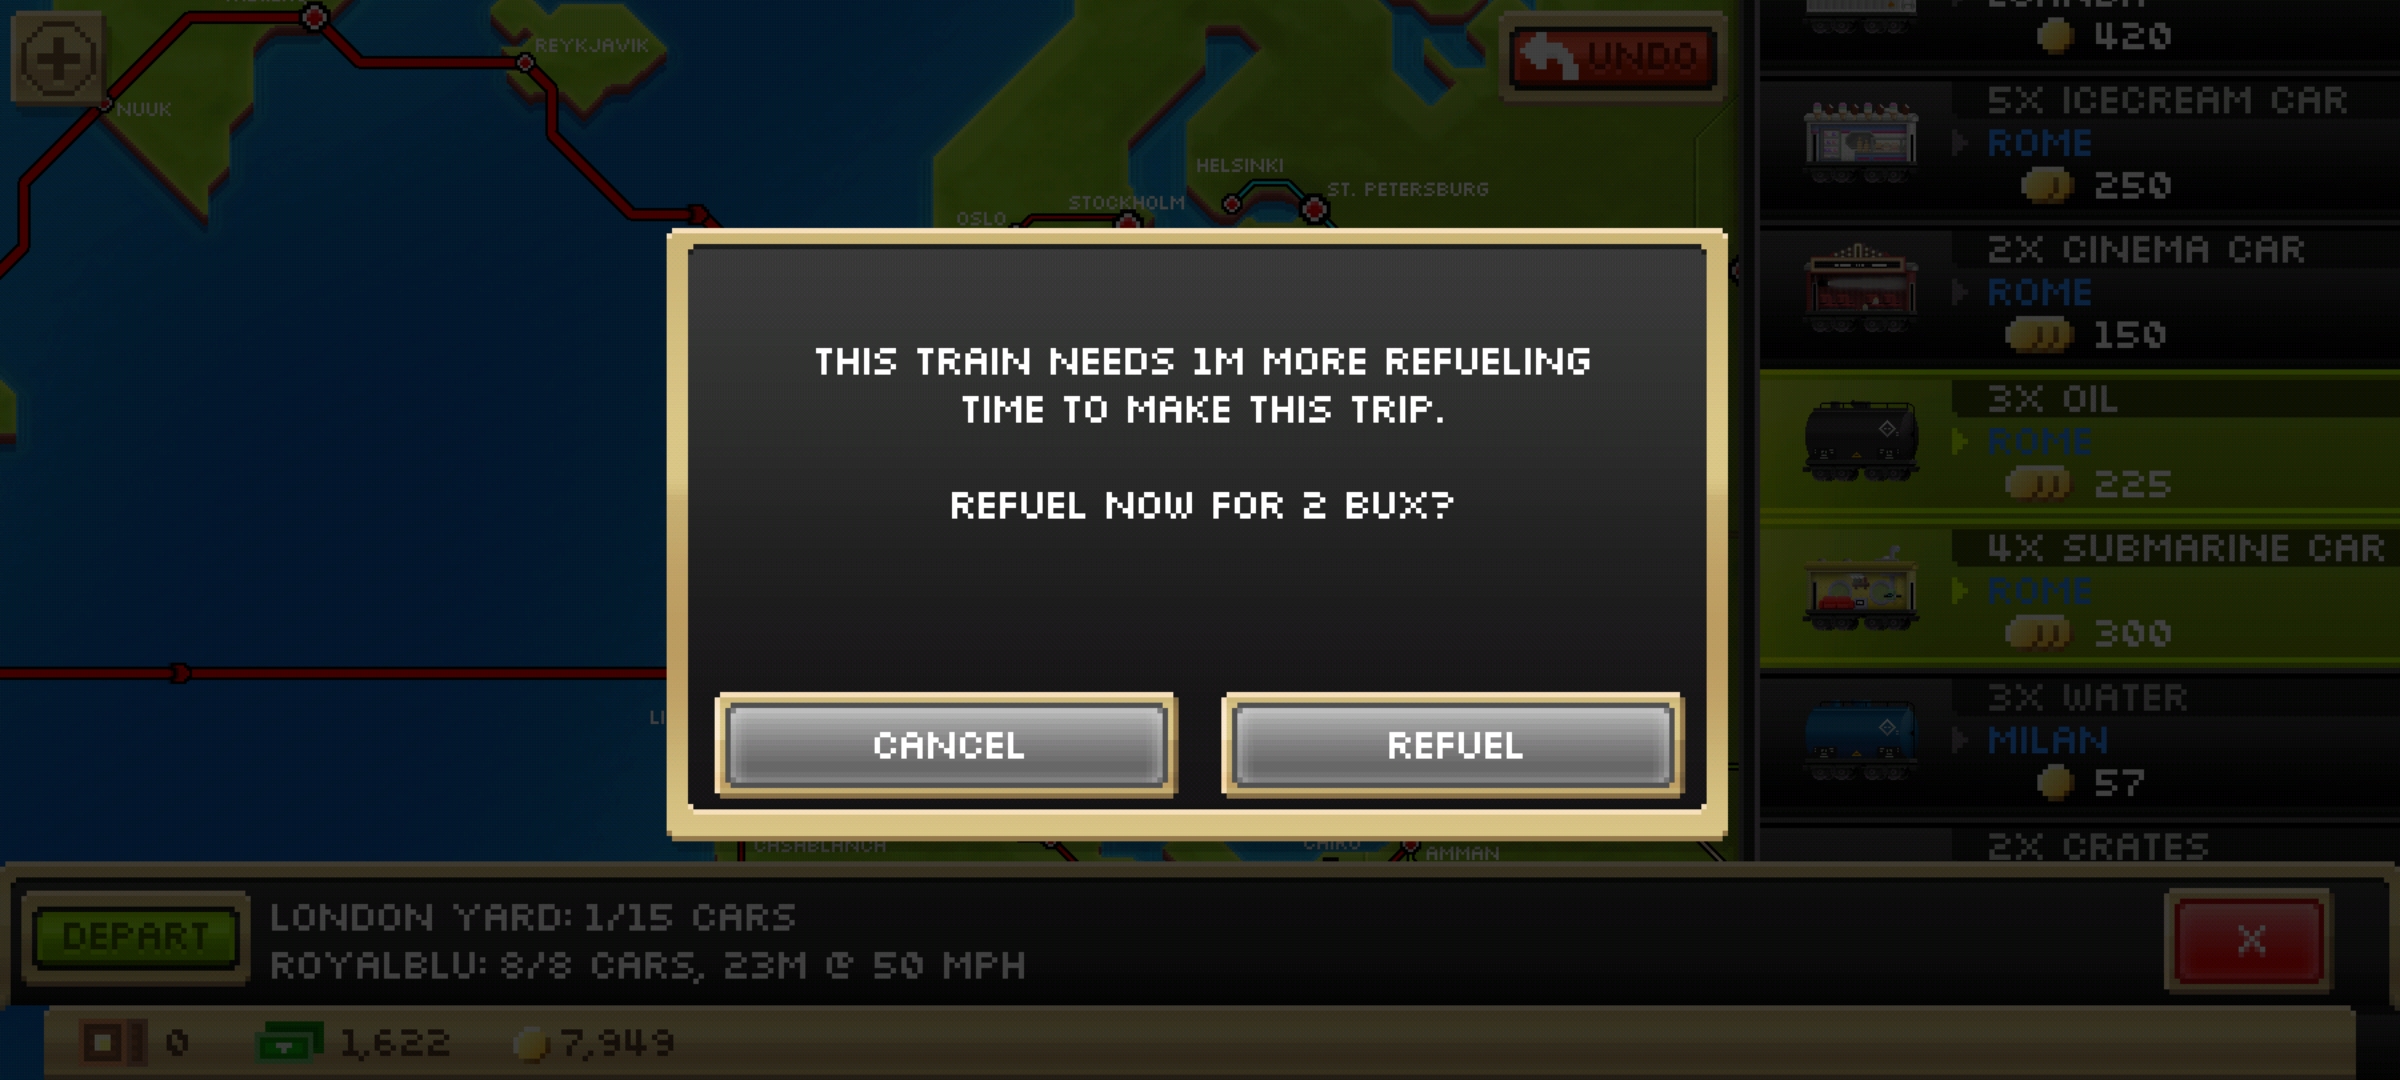 NUUK
REYKJAVIK
HELSINKI
ST. PETERSBURG
STOCKHOLM
OSLO
UNDO
420
5X ICECREAM CAR
ROME
250
2X CINEMA CAR
ROME
150
3X OIL
ROME
225
4X SUBMARINE CAR
ROME
300
3X WATER
MILAN
57
2X CRATES
THIS TRAIN NEEDS 1M MORE REFUELING
TIME TO MAKE THIS TRIP.
REFUEL NOW FOR 2 BUX?
CANCEL
REFUEL
LI
CASABLANCA
CAIRO
AMMAN
DEPART
LONDON YARD: 1/15 CARS
ROYALBLU: 8/8 CARS, 23M @ 50 MPH
X
0
1,622
7,949